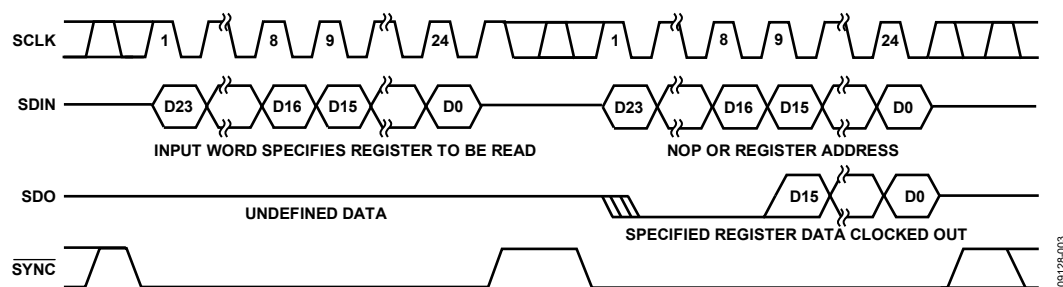 SCLK 1 8 9 24 1 8 9 24
SDIN D23 D16 D15 D0 D23 D16 D15 D0
INPUT WORD SPECIFIES REGISTER TO BE READ NOP OR REGISTER ADDRESS
SDO D15 D0
UNDEFINED DATA
SPECIFIED REGISTER DATA CLOCKED OUT
SYNC
09128-003